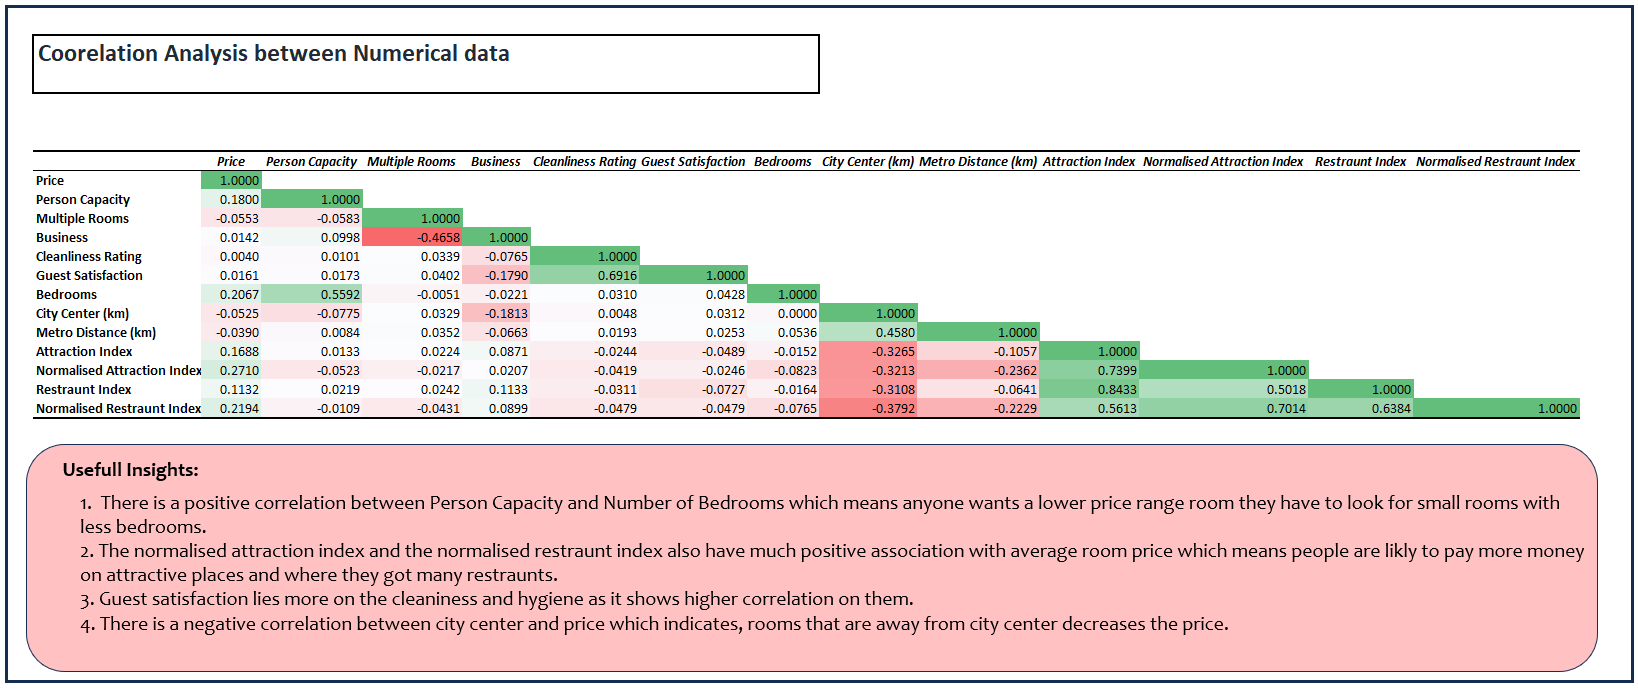 Coorelation Analysis between Numerical data
Price Person Capacity Multiple Rooms Business Cleanliness Rating Guest Satisfaction Bedrooms City Center (km) Metro Distance (km) Attraction Index Normalised Attraction Index Restraunt Index Normalised Restraunt Index
Price 1.0000
Person Capacity 0.1800 1.0000
Multiple Rooms -0.0553 -0.0583 1.0000
Business 0.0142 0.0998 -0.4658 1.0000
Cleanliness Rating 0.0040 0.0101 0.0339 -0.0765 1.0000
Guest Satisfaction 0.0161 0.0173 0.0402 -0.1790 0.6916 1.0000
Bedrooms 0.2067 0.5592 -0.0051 -0.0221 0.0310 0.0428 1.0000
City Center (km) -0.0525 -0.0775 0.0329 -0.1813 0.0048 0.0312 0.0000 1.0000
Metro Distance (km) -0.0390 0.0084 0.0352 -0.0663 0.0193 0.0253 0.0536 0.4580 1.0000
Attraction Index 0.1688 0.0133 0.0224 0.0871 -0.0244 -0.0489 -0.0152 -0.3265 -0.1057 1.0000
Normalised Attraction Index 0.2710 -0.0523 -0.0217 0.0207 -0.0419 -0.0246 -0.0823 -0.3213 -0.2362 0.7399 1.0000
Restraunt Index 0.1132 0.0219 0.0242 0.1133 -0.0311 -0.0727 -0.0164 -0.3108 -0.0641 0.8433 0.5018 1.0000
Normalised Restraunt Index 0.2194 -0.0109 -0.0431 0.0899 -0.0479 -0.0479 -0.0765 -0.3792 -0.2229 0.5613 0.7014 0.6384 1.0000
Usefull Insights:
1. There is a positive correlation between Person Capacity and Number of Bedrooms which means anyone wants a lower price range room they have to look for small rooms with
less bedrooms.
2. The normalised attraction index and the normalised restraunt index also have much positive association with average room price which means people are likly to pay more money
on attractive places and where they got many restraunts.
3. Guest satisfaction lies more on the cleaniness and hygiene as it shows higher correlation on them.
4. There is a negative correlation between city center and price which indicates, rooms that are away from city center decreases the price.